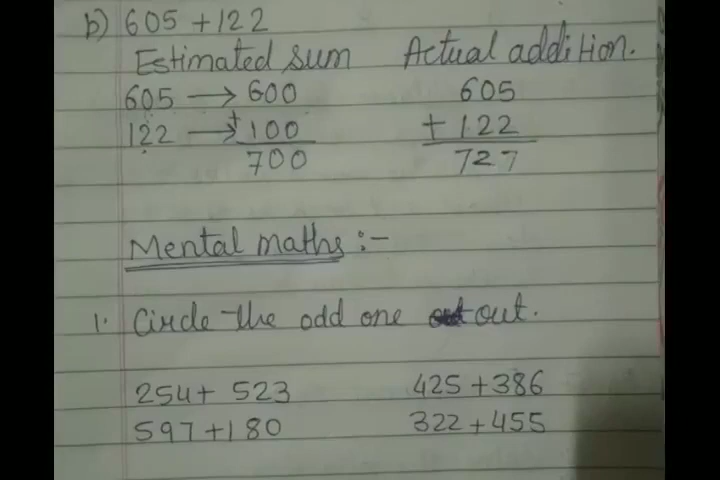 b) 605 + 122
Estimated sum Actual addition.
605 → 600 605
122 → + 100 + 122
700 727
Mental maths :-
1. Circle the odd one out.
254 + 523 425 + 386
597 + 180 322 + 455